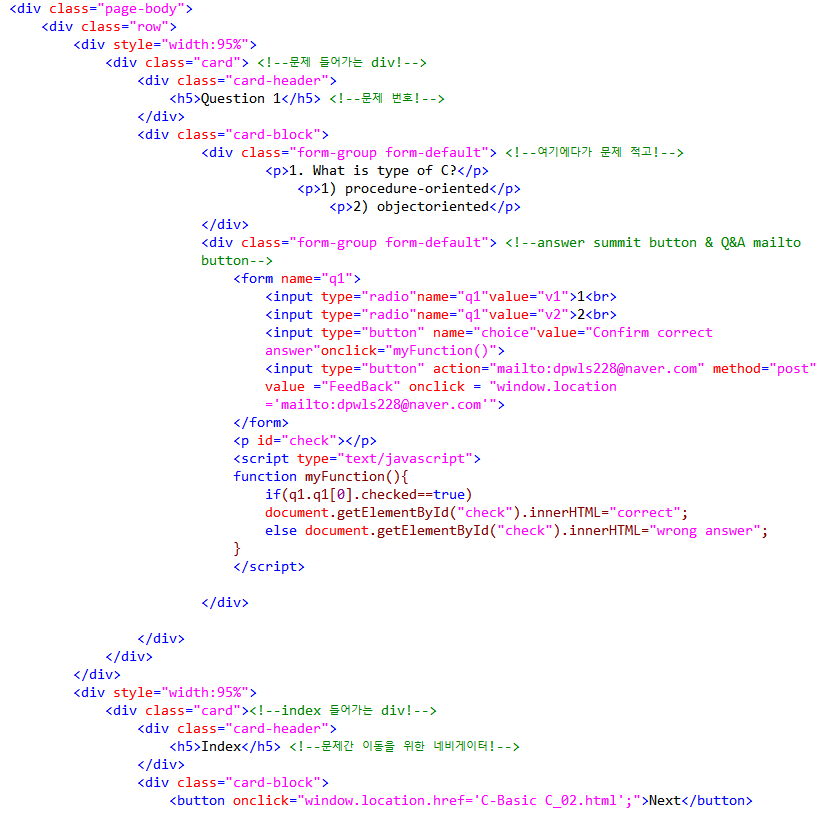 <div class="page-body">
<div class="row">
<div style="width:95%">
<div class="card"> <!--문제 들어가는 div!-->
<div class="card-header">
<h5>Question 1</h5> <!--문제 번호!-->
</div>
<div class="card-block">
<div class="form-group form-default"> <!--여기에다가 문제 적고!-->
<p>1. What is type of C?</p>
<p>1) procedure-oriented</p>
<p>2) objectoriented</p>
</div>
<div class="form-group form-default"> <!--answer summit button & Q&A mailto
button-->
<form name="q1">
<input type="radio"name="q1"value="v1">1<br>
<input type="radio"name="q1"value="v2">2<br>
<input type="button" name="choice"value="Confirm correct
answer"onclick="myFunction()">
<input type="button" action="mailto:dpwls228@naver.com" method="post"
value ="FeedBack" onclick = "window.location
='mailto:dpwls228@naver.com'">
</form>
<p id="check"></p>
<script type="text/javascript">
function myFunction(){
if(q1.q1[0].checked==true)
document.getElementById("check").innerHTML="correct";
else document.getElementById("check").innerHTML="wrong answer";
}
</script>
</div>
</div>
</div>
</div>
<div style="width:95%">
<div class="card"><!--index 들어가는 div!-->
<div class="card-header">
<h5>Index</h5> <!--문제간 이동을 위한 네비게이터!-->
</div>
<div class="card-block">
<button onclick="window.location.href='C-Basic C_02.html';">Next</button>